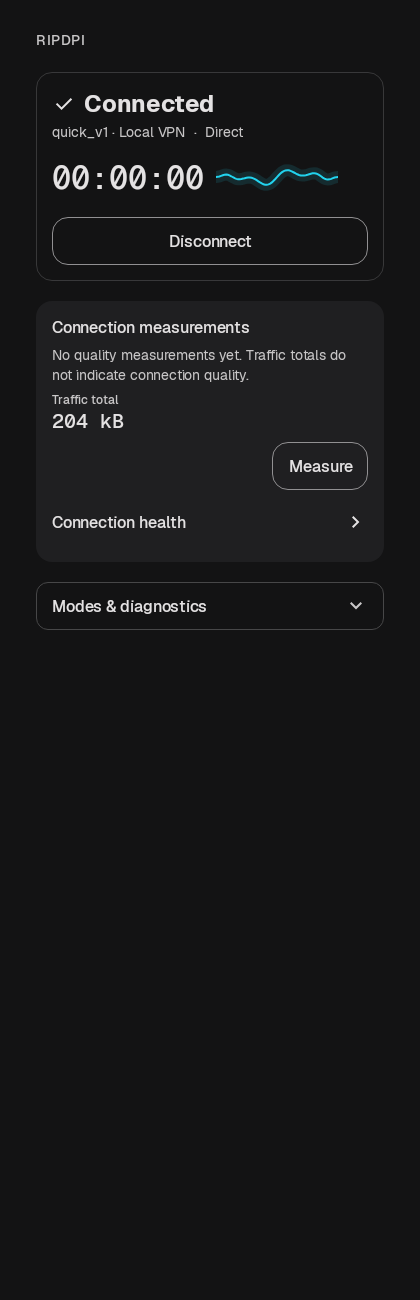 RIPDPI
Connected
quick_v1 · Local VPN · Direct
00:00:00
Disconnect
Connection measurements
No quality measurements yet. Traffic totals do
not indicate connection quality.
Traffic total
204 kB
Measure
Connection health
Modes & diagnostics